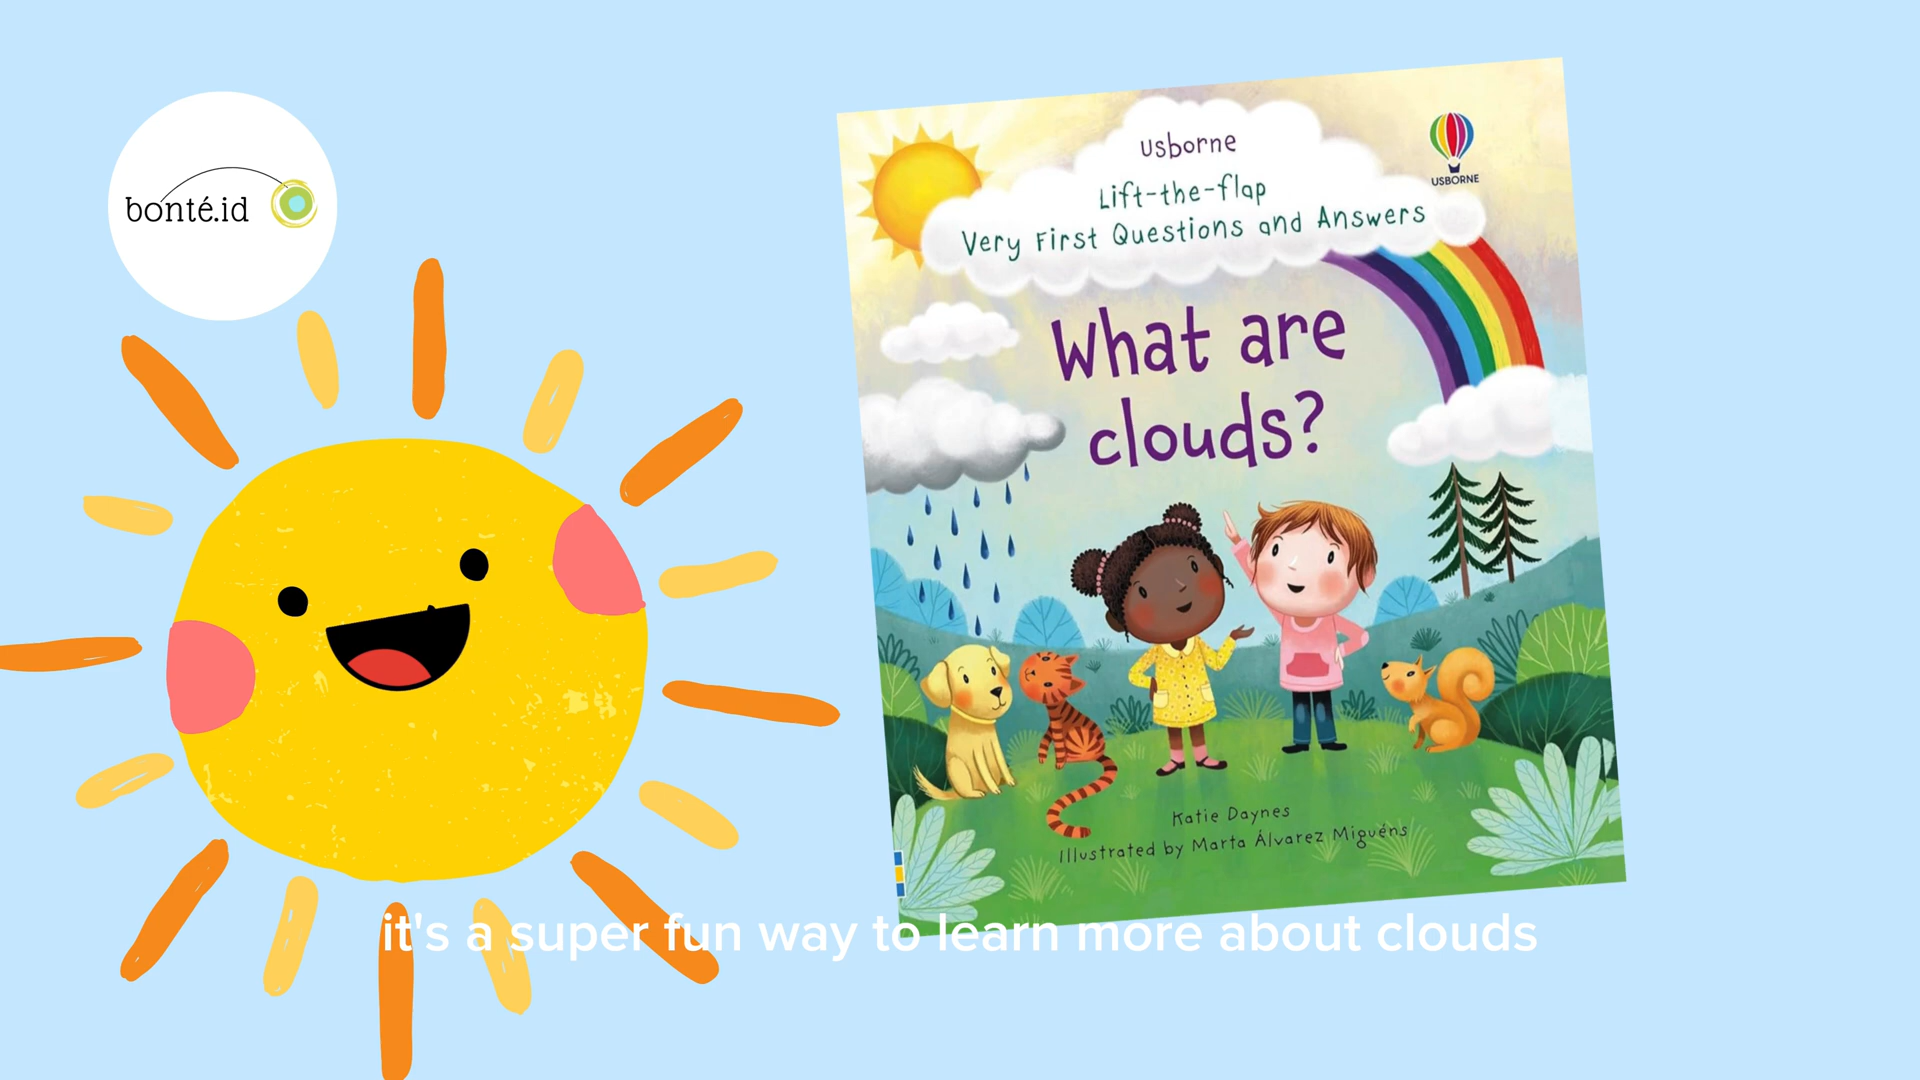 bonté.id
Usborne
USBORNE
Lift-the-flap
Very First Questions and Answers
What are
clouds?
Katie Daynes
Illustrated by Marta Álvarez Miguéns
it's a super fun way to learn more about clouds